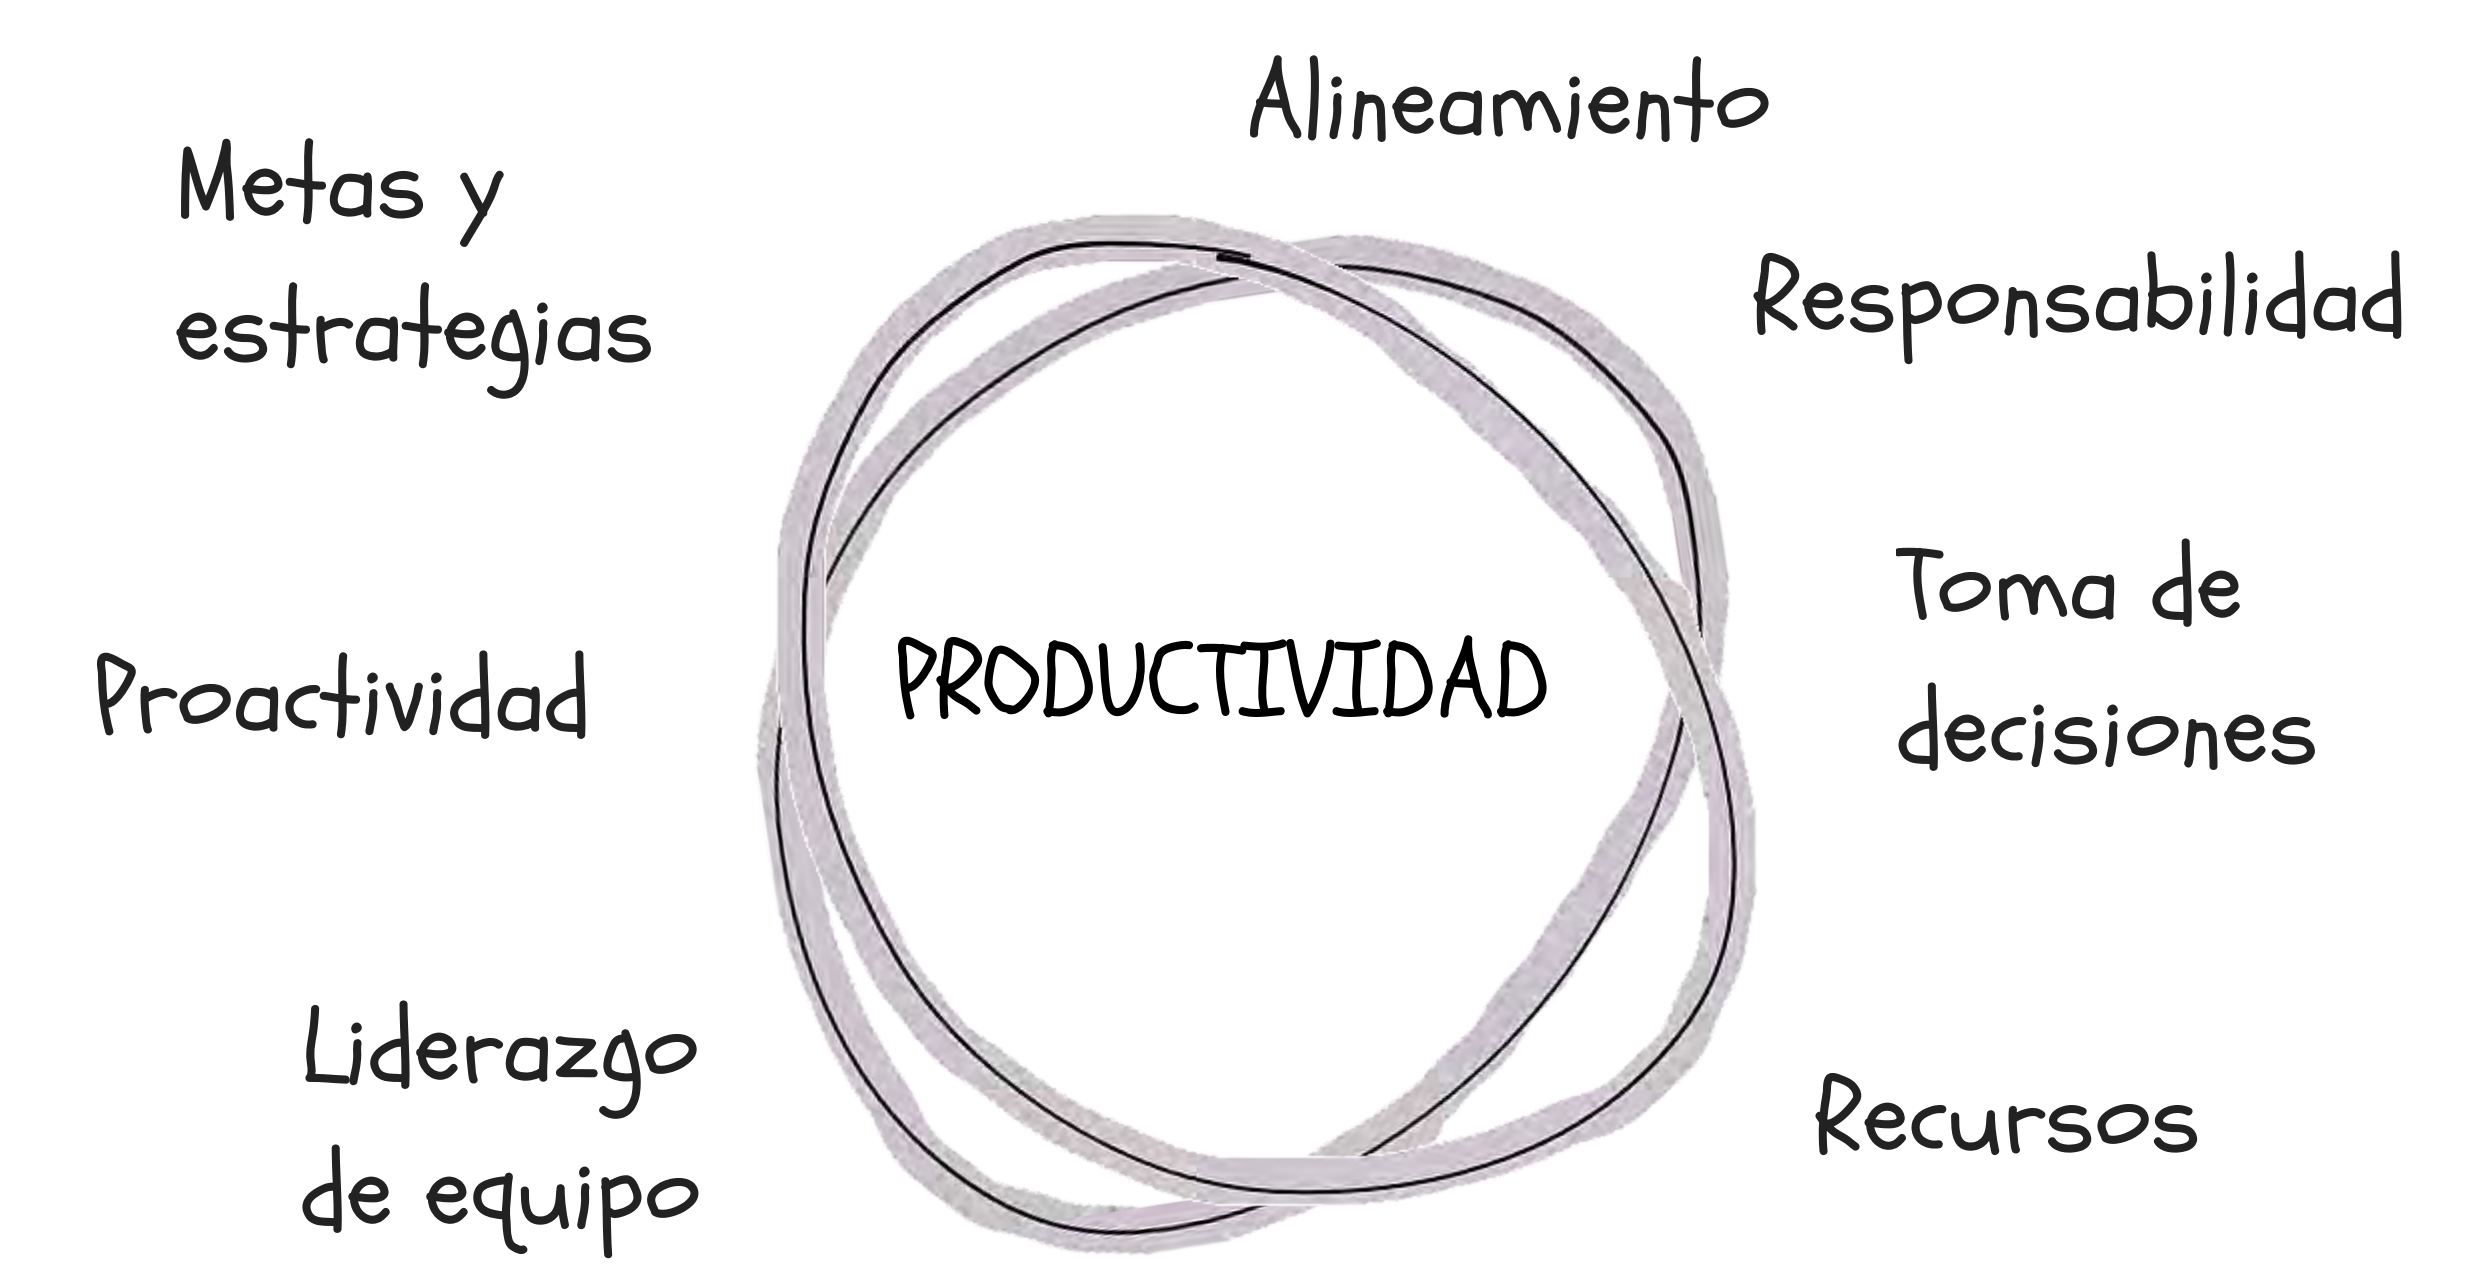 Alineamiento
Metas y
estrategias
Responsabilidad
Toma de
decisiones
Proactividad
PRODUCTIVIDAD
Liderazgo
de equipo
Recursos